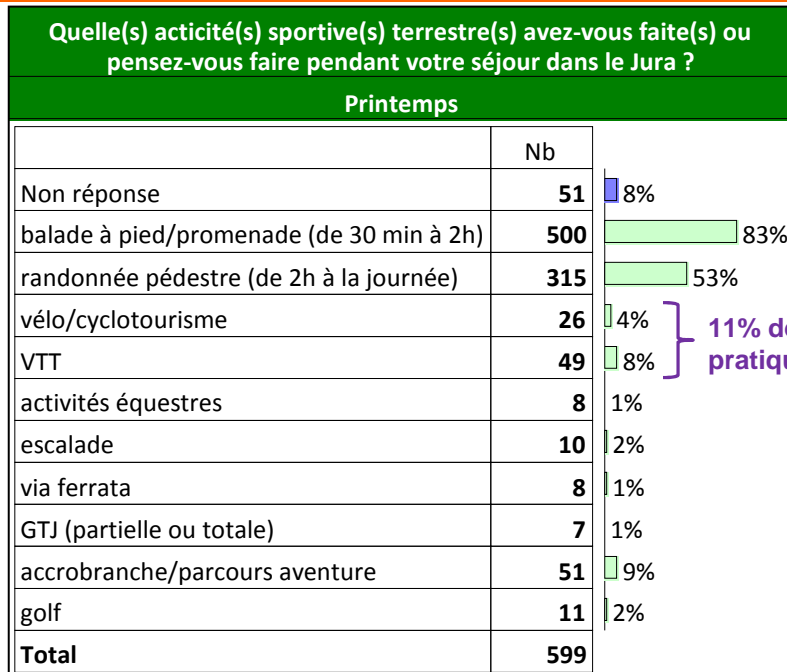 Quelle(s) acticité(s) sportive(s) terrestre(s) avez-vous faite(s) ou
pensez-vous faire pendant votre séjour dans le Jura ?
Printemps
Nb
Non réponse 51 8%
balade à pied/promenade (de 30 min à 2h) 500 83%
randonnée pédestre (de 2h à la journée) 315 53%
vélo/cyclotourisme 26 4%
11%
VTT 49 8%
activités équestres 8 1%
escalade 10 2%
via ferrata 8 1%
GTJ (partielle ou totale) 7 1%
accrobranche/parcours aventure 51 9%
golf 11 2%
Total 599